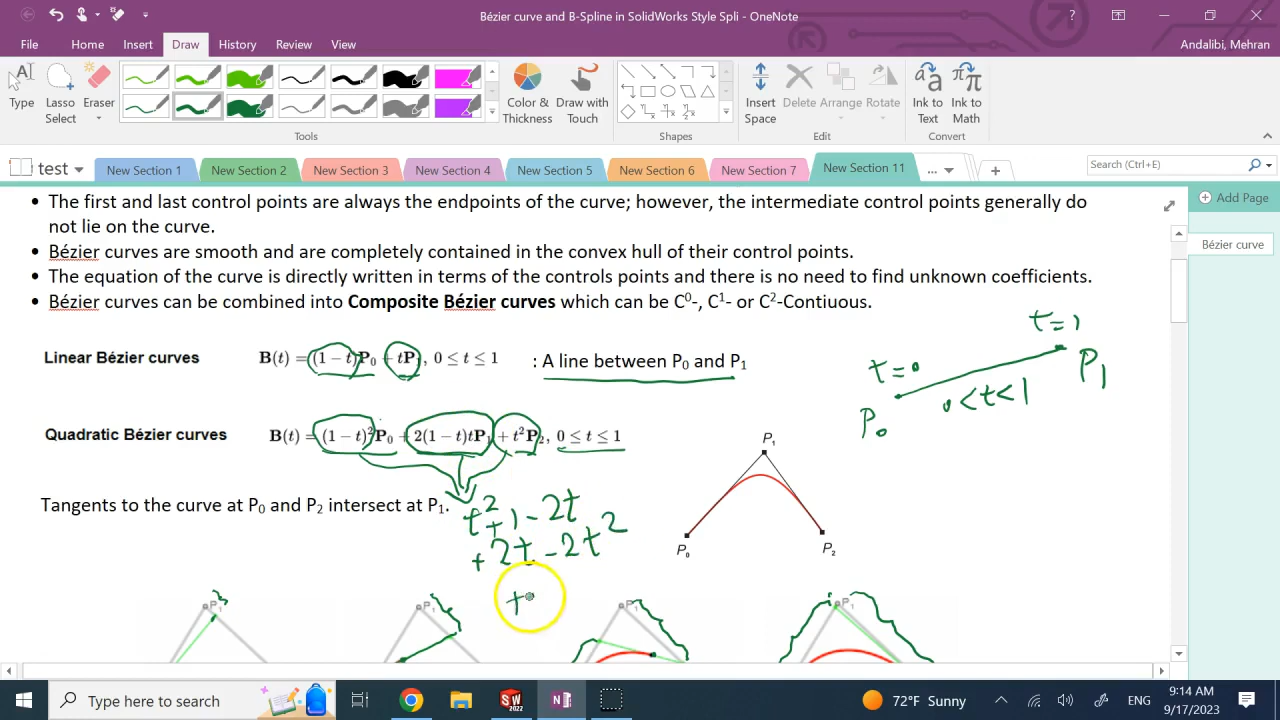 Bézier curve and B-Spline in SolidWorks Style Spli - OneNote
File Home Insert Draw History Review View
Andalibi, Mehran
Type Lasso Select Eraser Color & Thickness Draw with Touch Insert Space Delete Arrange Rotate Ink to Text Ink to Math
Tools Shapes Edit Convert
test New Section 1 New Section 2 New Section 3 New Section 4 New Section 5 New Section 6 New Section 7 New Section 11 ... Search (Ctrl+E)
Add Page
Bézier curve
• The first and last control points are always the endpoints of the curve; however, the intermediate control points generally do
not lie on the curve.
• Bézier curves are smooth and are completely contained in the convex hull of their control points.
• The equation of the curve is directly written in terms of the controls points and there is no need to find unknown coefficients.
• Bézier curves can be combined into Composite Bézier curves which can be C⁰-, C¹- or C²-Contiuous.
t=1
Linear Bézier curves B(t) = (1 − t)P₀ + tP₁, 0 ≤ t ≤ 1 : A line between P₀ and P₁
t=0
P₁
0<t<1
P₀
Quadratic Bézier curves B(t) = (1 − t)²P₀ + 2(1 − t)tP₁ + t²P₂, 0 ≤ t ≤ 1
P₁
Tangents to the curve at P₀ and P₂ intersect at P₁.
t²+1-2t
+2t-2t²
+
P₀ P₂
P₁ P₁ P₁ P₁
Type here to search
72°F Sunny
ENG
9:14 AM
9/17/2023